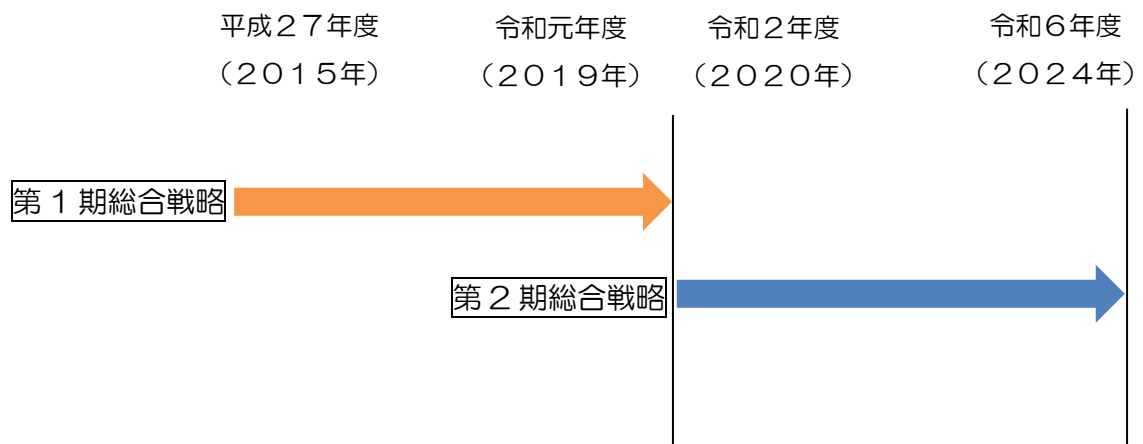 平成２７年度
（２０１５年）
令和元年度
（２０１９年）
令和２年度
（２０２０年）
令和６年度
（２０２４年）
第１期総合戦略
第２期総合戦略